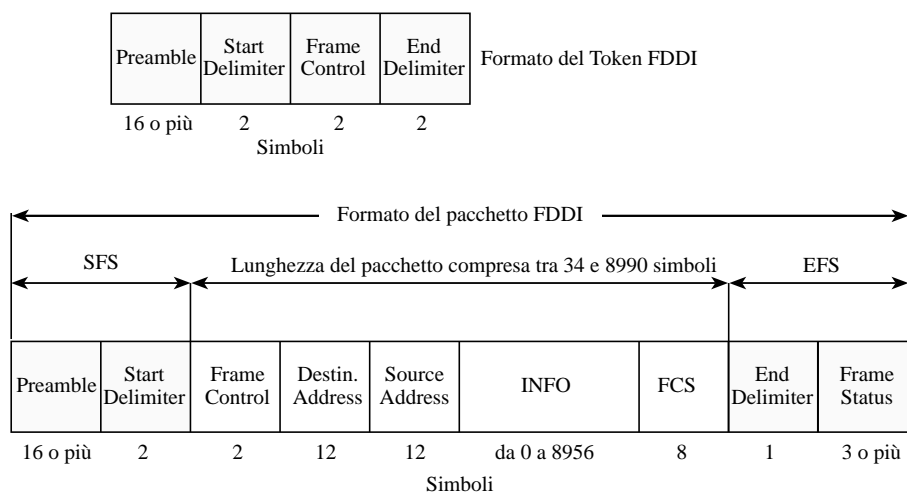 Preamble
Start
Delimiter
Frame
Control
End
Delimiter
Formato del Token FDDI
16 o più 2 2 2
Simboli
Formato del pacchetto FDDI
SFS
Lunghezza del pacchetto compresa tra 34 e 8990 simboli
EFS
Preamble
Start
Delimiter
Frame
Control
Destin.
Address
Source
Address
INFO
FCS
End
Delimiter
Frame
Status
16 o più 2 2 12 12 da 0 a 8956 8 1 3 o più
Simboli